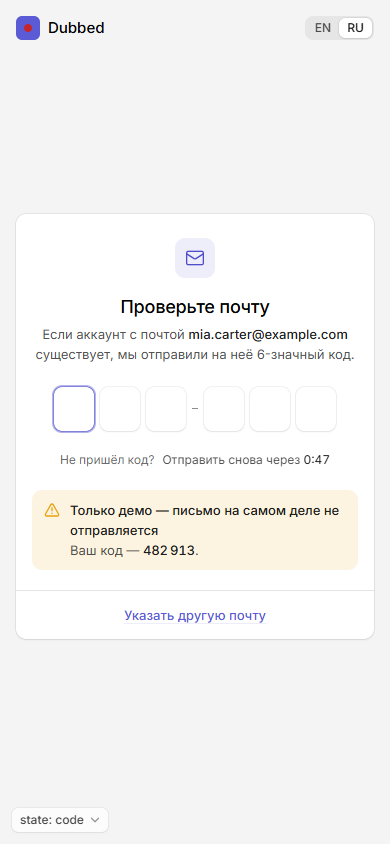 Dubbed
EN RU
Проверьте почту
Если аккаунт с почтой mia.carter@example.com
существует, мы отправили на неё 6-значный код.
–
Не пришёл код? Отправить снова через 0:47
Только демо — письмо на самом деле не
отправляется
Ваш код — 482 913.
Указать другую почту
state: code